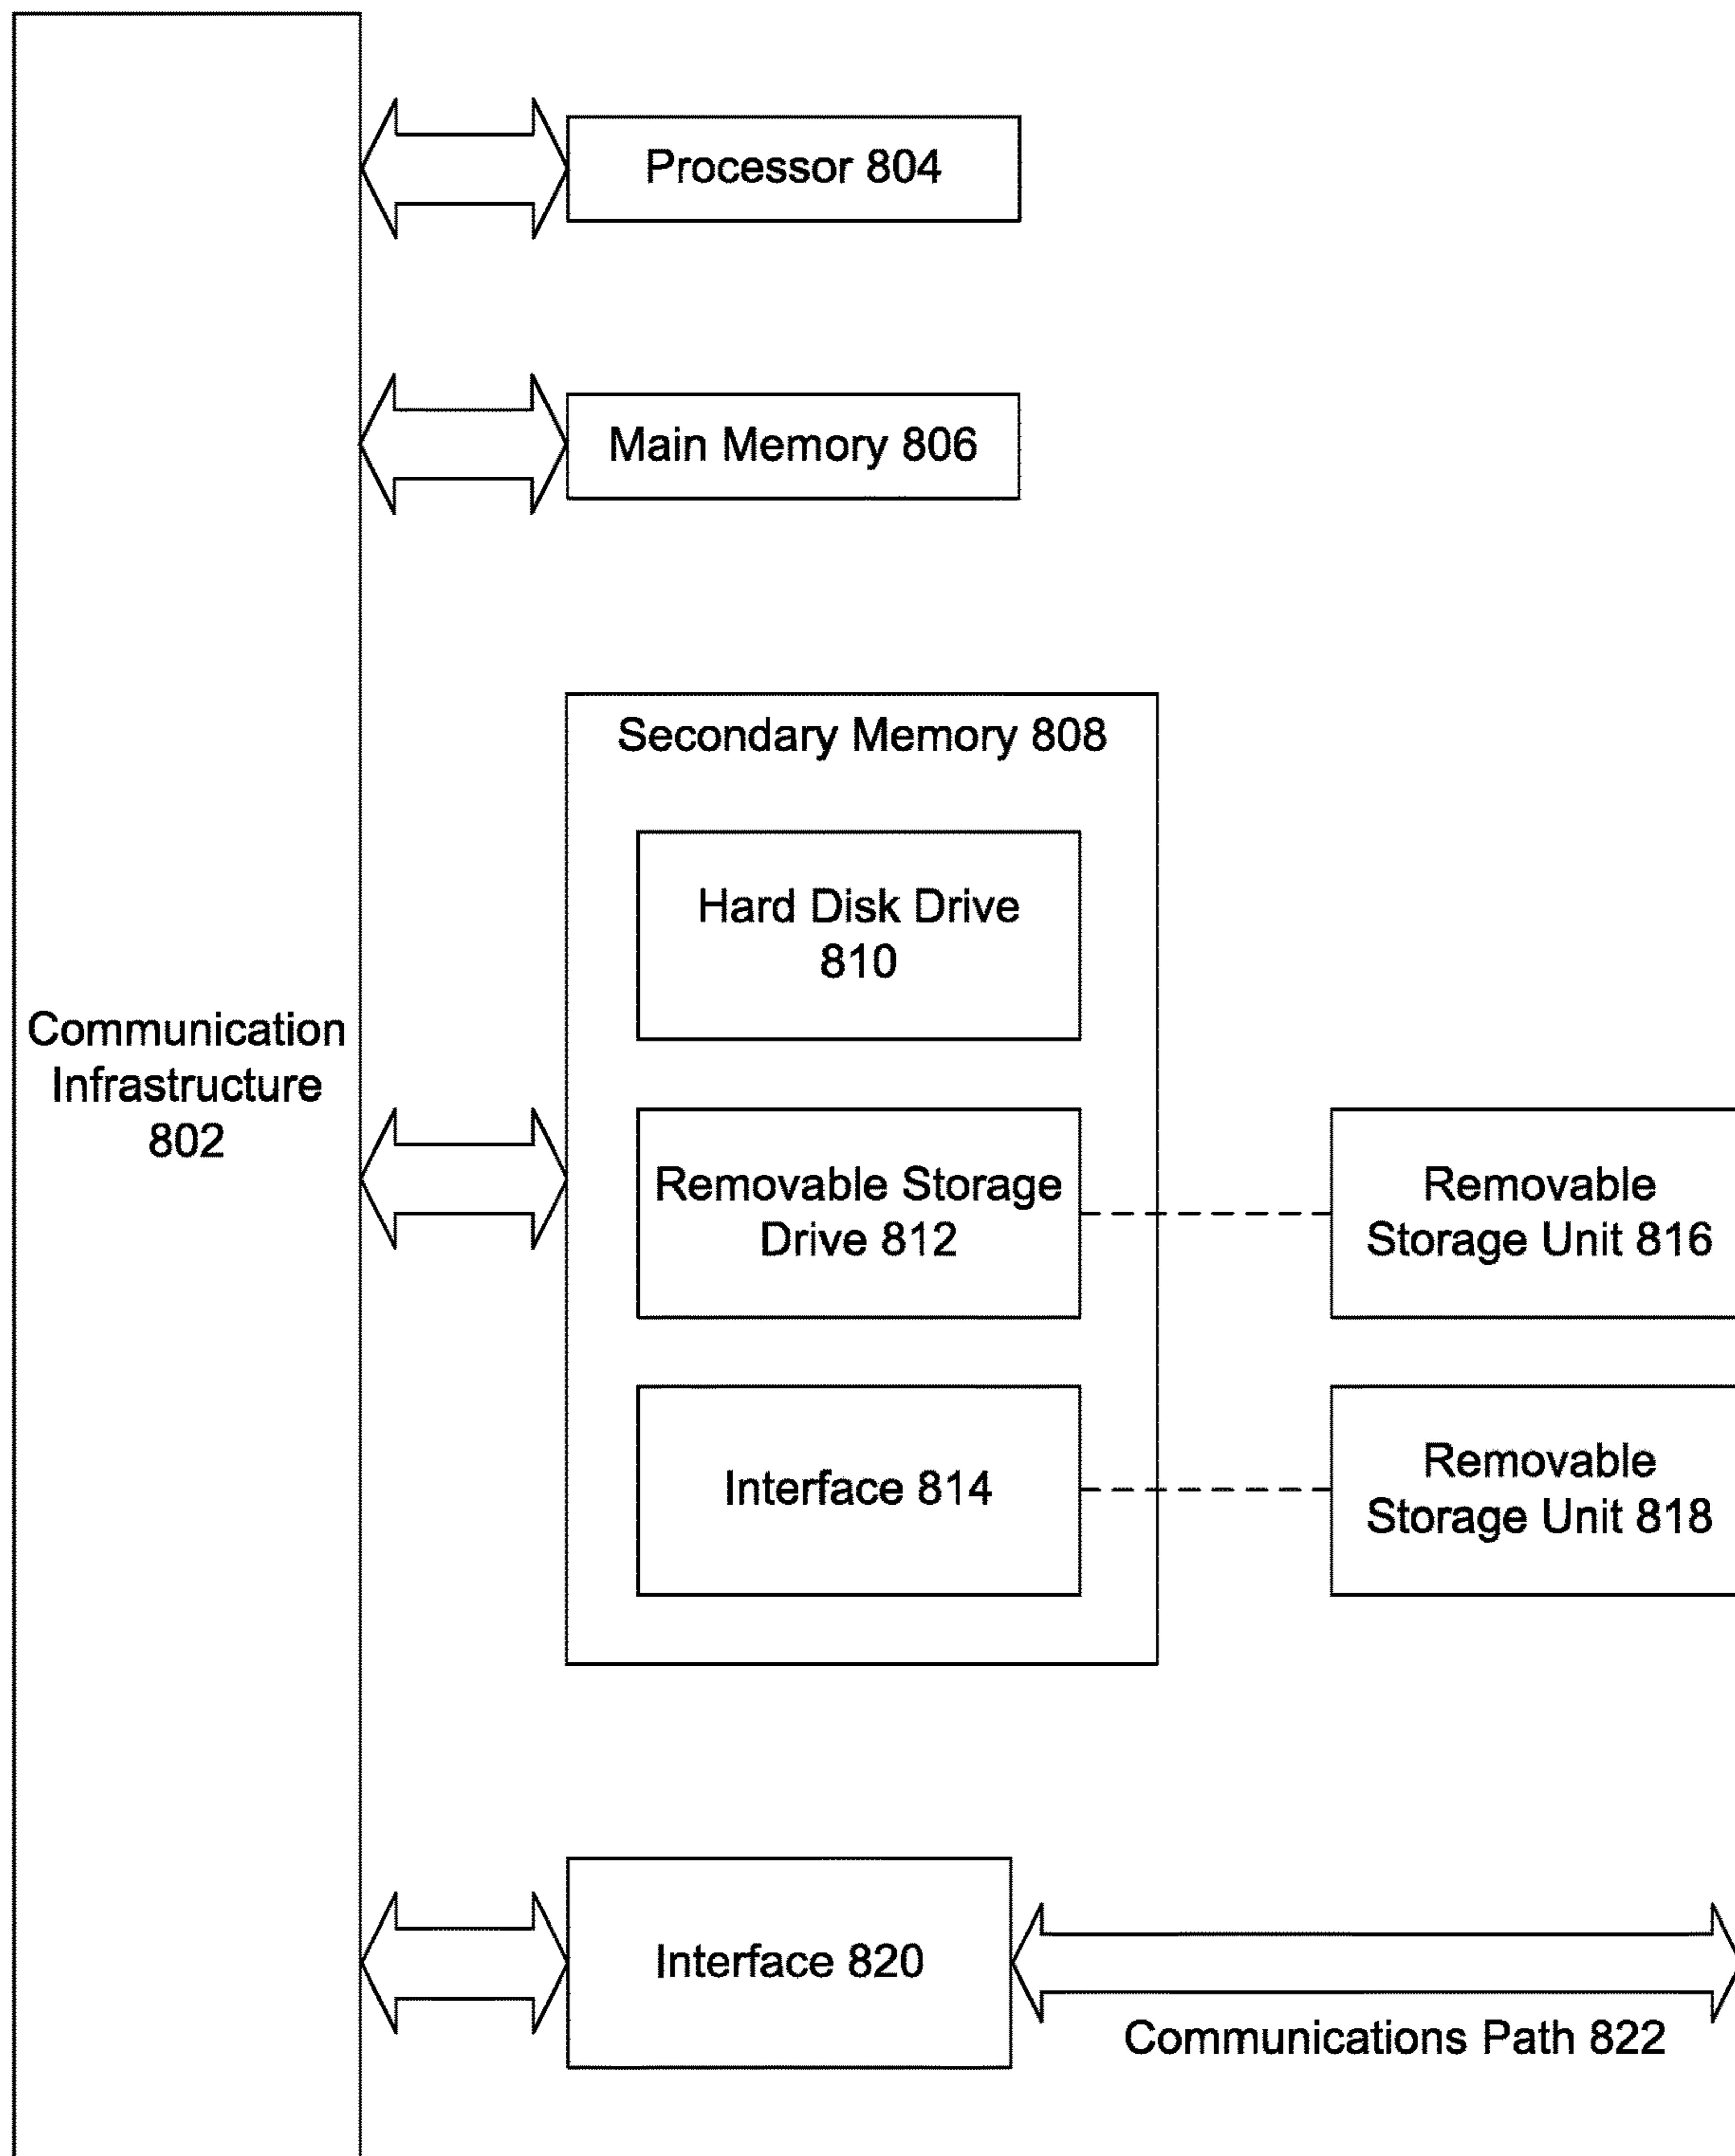 Processor 804
Main Memory 806
Secondary Memory 808
Hard Disk Drive
810
Communication
Infrastructure
802
Removable Storage
Drive 812
Removable
Storage Unit 816
Interface 814
Removable
Storage Unit 818
Interface 820
Communications Path 822